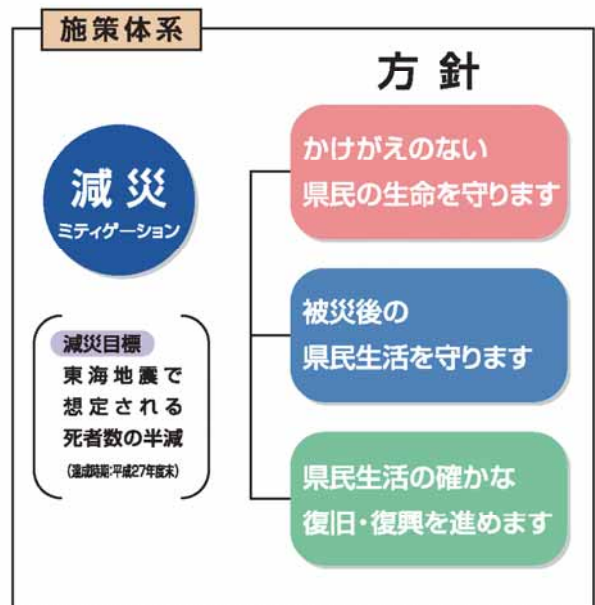 施策体系
方針
減災
ミティゲーション
減災目標
東海地震で
想定される
死者数の半減
(達成時期:平成27年度末)
かけがえのない
県民の生命を守ります
被災後の
県民生活を守ります
県民生活の確かな
復旧・復興を進めます